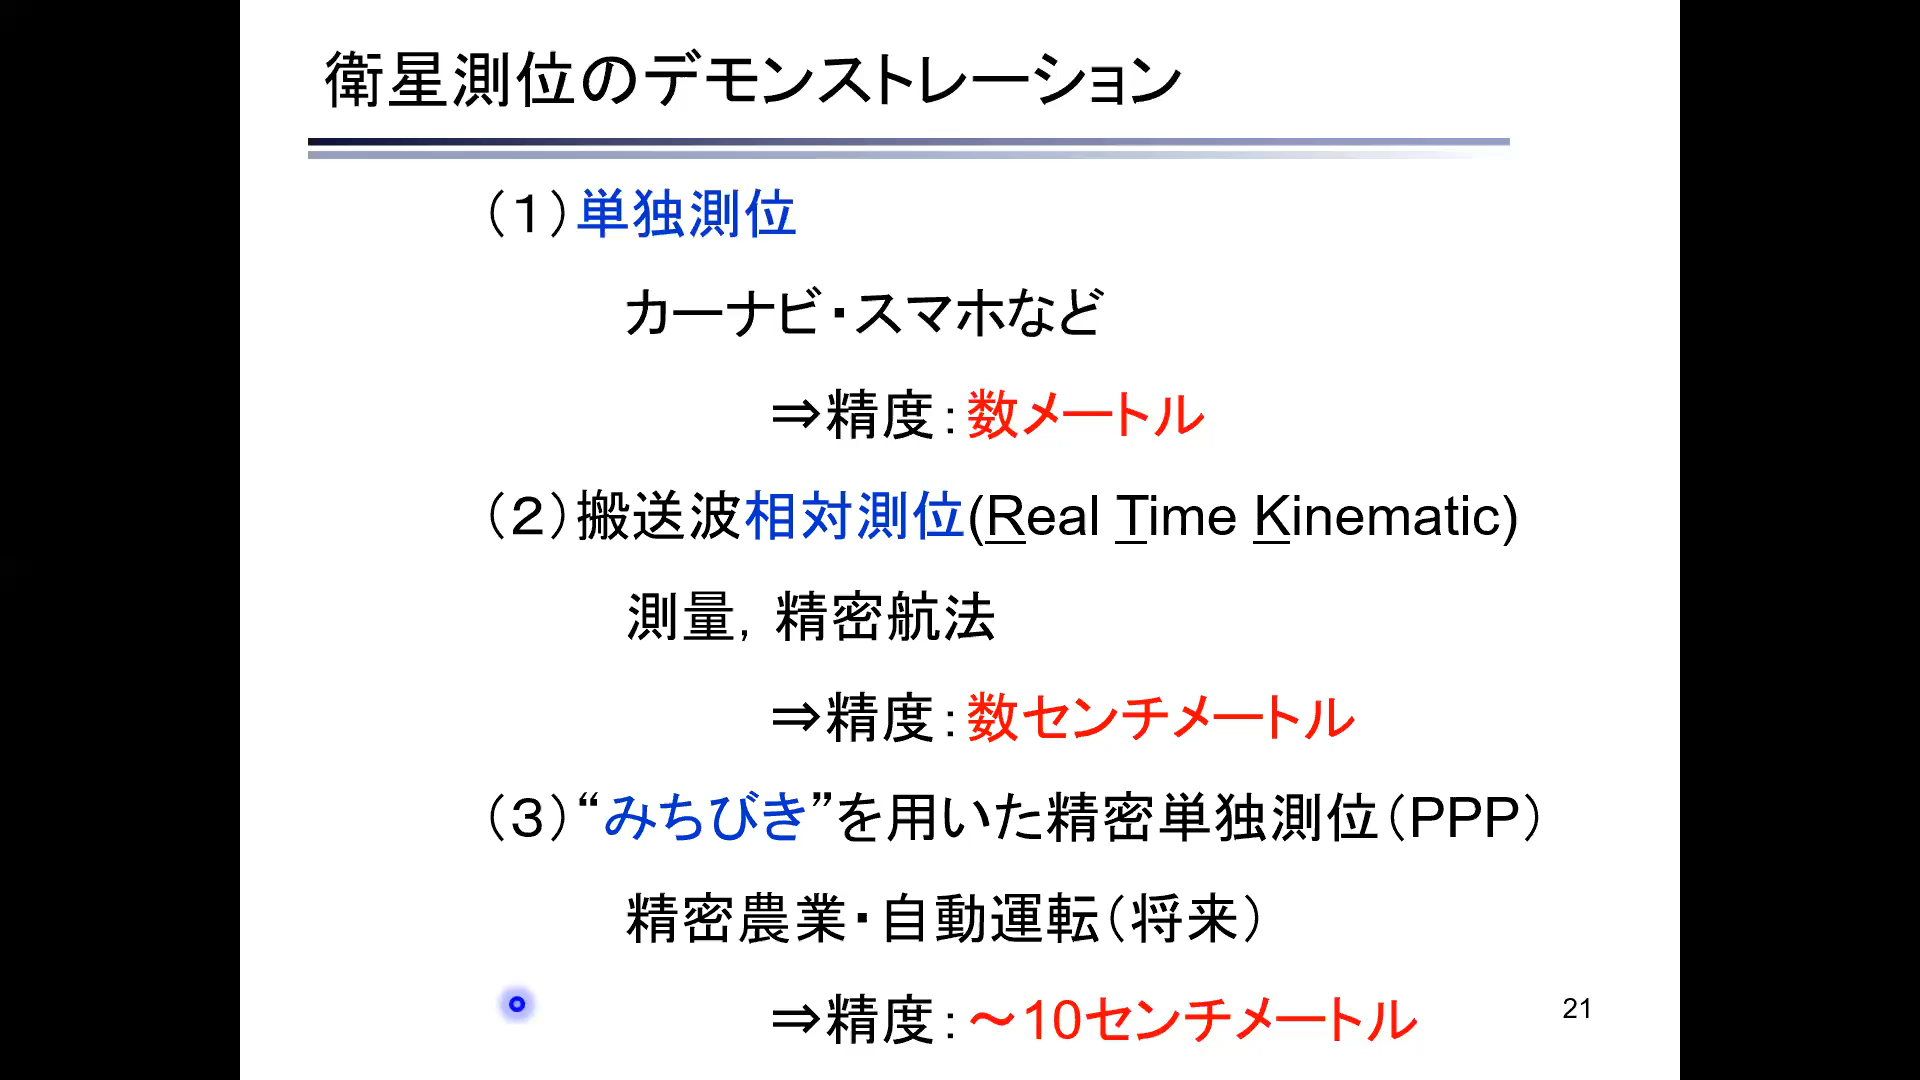 衛星測位のデモンストレーション
（１）単独測位
カーナビ・スマホなど
⇒精度：数メートル
（２）搬送波相対測位(Real Time Kinematic)
測量，精密航法
⇒精度：数センチメートル
（３）“みちびき”を用いた精密単独測位（PPP）
精密農業・自動運転（将来）
⇒精度：～10センチメートル
21